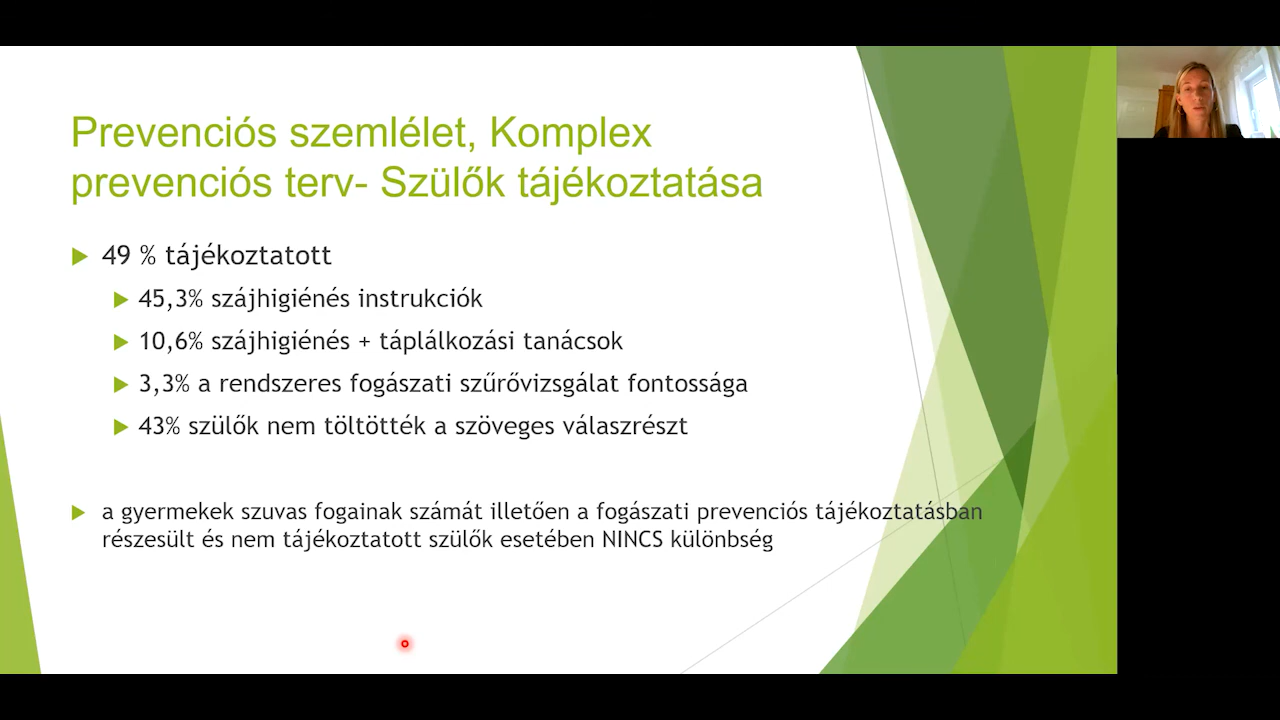 Prevenciós szemlélet, Komplex
prevenciós terv- Szülők tájékoztatása
49 % tájékoztatott
45,3% szájhigiénés instrukciók
10,6% szájhigiénés + táplálkozási tanácsok
3,3% a rendszeres fogászati szűrővizsgálat fontossága
43% szülők nem töltötték a szöveges válaszrészt
a gyermekek szuvas fogainak számát illetően a fogászati prevenciós tájékoztatásban
részesült és nem tájékoztatott szülők esetében NINCS különbség